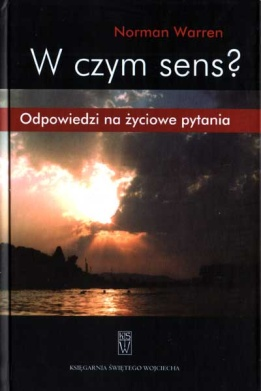 Norman Warren
W czym sens?
Odpowiedzi na życiowe pytania
KSW
KSIĘGARNIA ŚWIĘTEGO WOJCIECHA